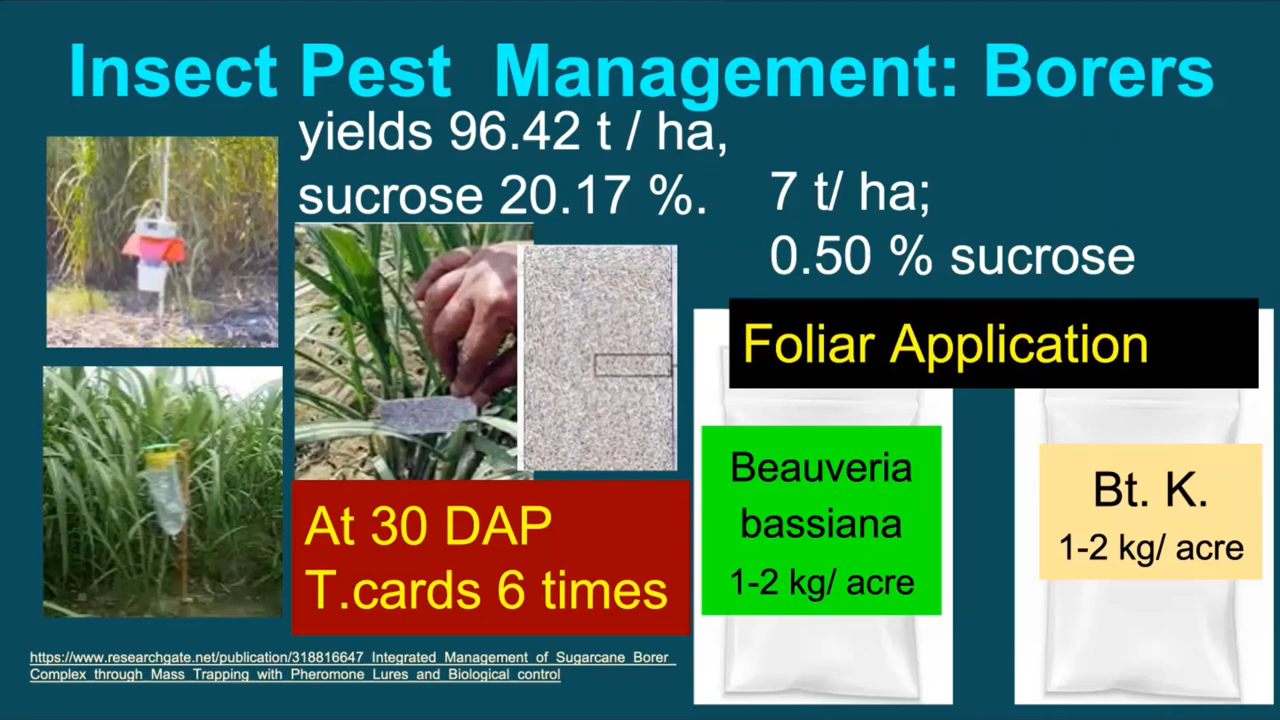 Insect Pest Management: Borers
yields 96.42 t / ha,
sucrose 20.17 %.
7 t/ ha;
0.50 % sucrose
Foliar Application
Beauveria
bassiana
1-2 kg/ acre
Bt. K.
1-2 kg/ acre
At 30 DAP
T.cards 6 times
https://www.researchgate.net/publication/318816647_Integrated_Management_of_Sugarcane_Borer_
Complex_through_Mass_Trapping_with_Pheromone_Lures_and_Biological_control